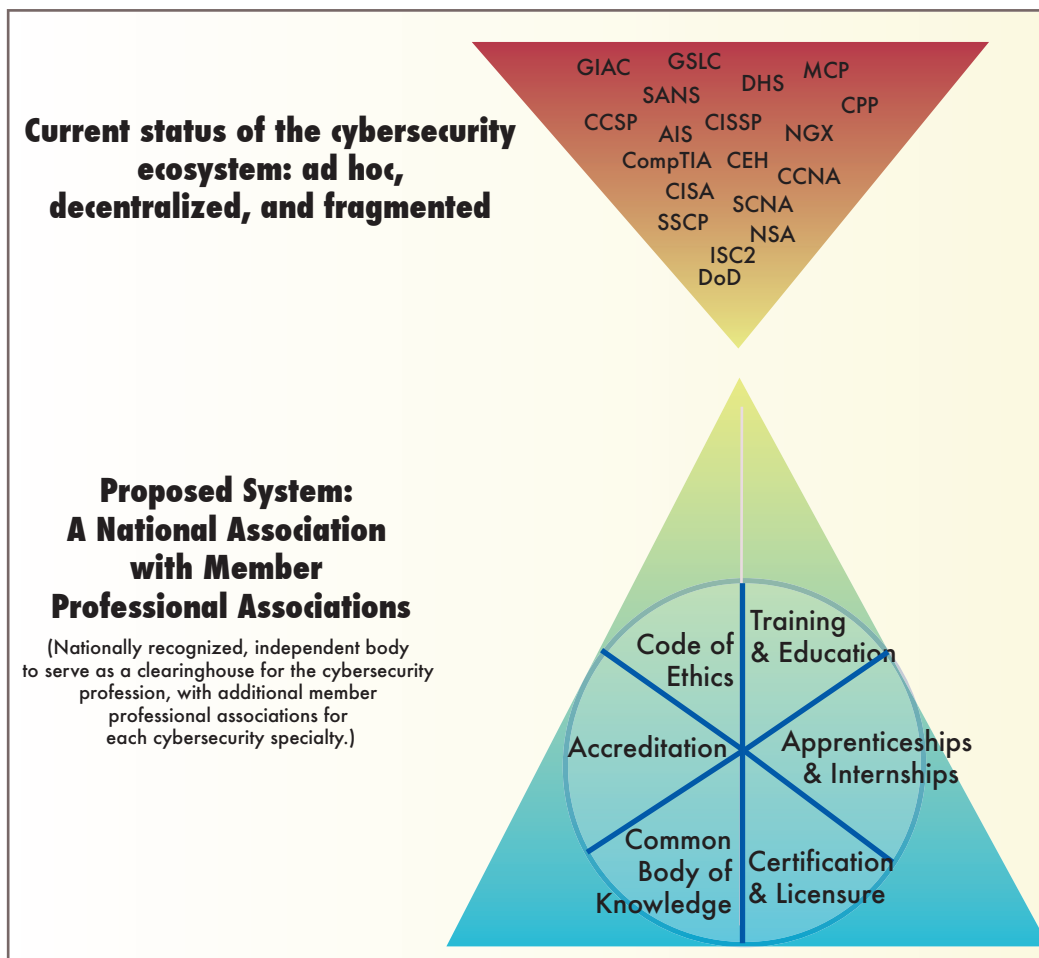 Current status of the cybersecurity
ecosystem: ad hoc,
decentralized, and fragmented
GIAC GSLC DHS MCP
SANS CPP
CCSP AIS CISSP NGX
CompTIA CEH CCNA
CISA SCNA
SSCP NSA
ISC2
DoD
Proposed System:
A National Association
with Member
Professional Associations
(Nationally recognized, independent body
to serve as a clearinghouse for the cybersecurity
profession, with additional member
professional associations for
each cybersecurity specialty.)
Code of
Ethics
Training
& Education
Accreditation
Apprenticeships
& Internships
Common
Body of
Knowledge
Certification
& Licensure